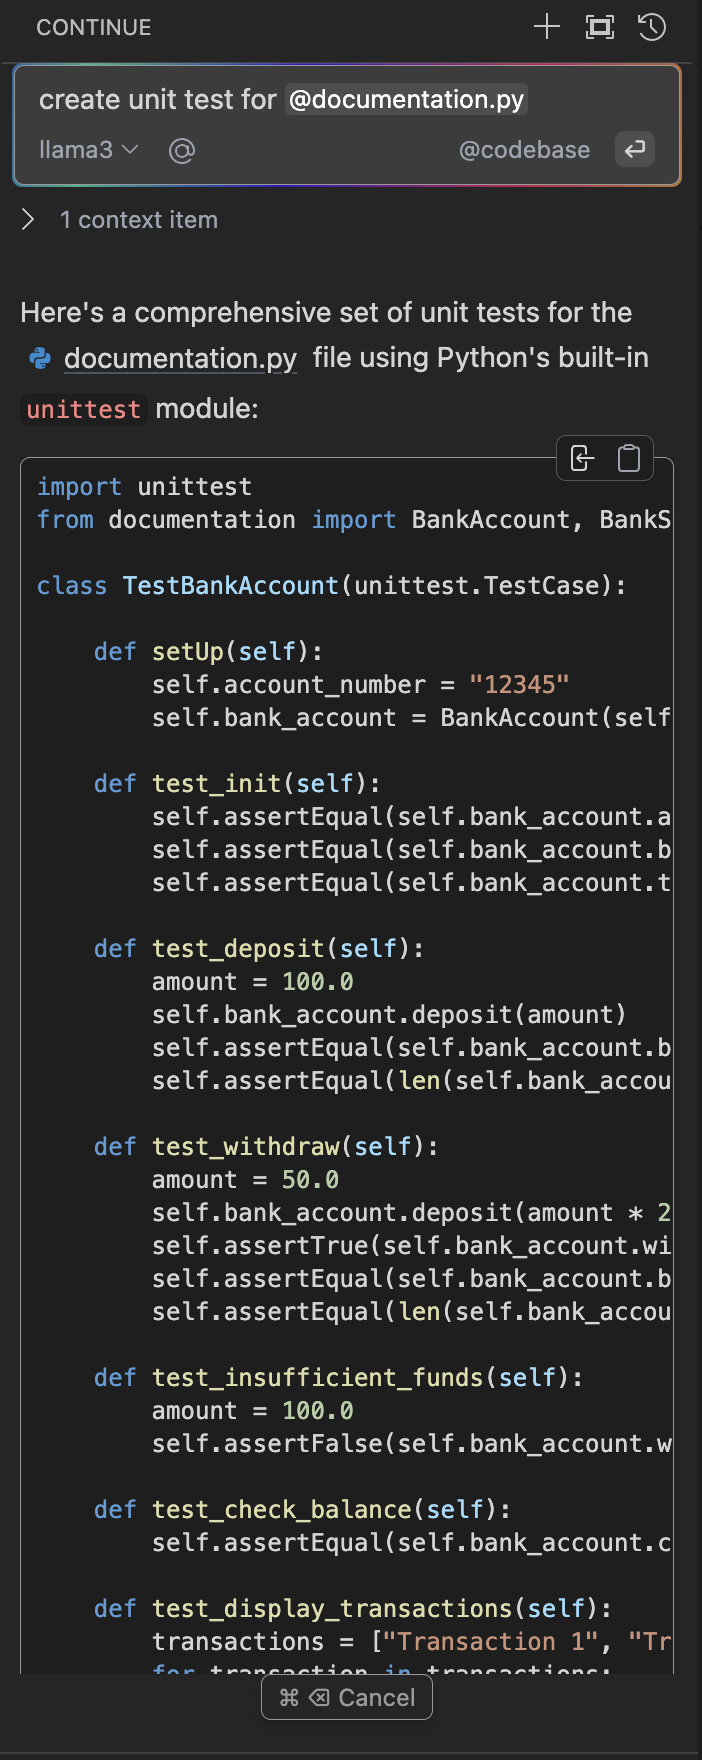 CONTINUE
create unit test for @documentation.py
llama3 @codebase
1 context item
Here's a comprehensive set of unit tests for the
documentation.py file using Python's built-in
unittest module:
import unittest
from documentation import BankAccount, BankS
class TestBankAccount(unittest.TestCase):
def setUp(self):
self.account_number = "12345"
self.bank_account = BankAccount(self
def test_init(self):
self.assertEqual(self.bank_account.a
self.assertEqual(self.bank_account.b
self.assertEqual(self.bank_account.t
def test_deposit(self):
amount = 100.0
self.bank_account.deposit(amount)
self.assertEqual(self.bank_account.b
self.assertEqual(len(self.bank_accou
def test_withdraw(self):
amount = 50.0
self.bank_account.deposit(amount * 2
self.assertTrue(self.bank_account.wi
self.assertEqual(self.bank_account.b
self.assertEqual(len(self.bank_accou
def test_insufficient_funds(self):
amount = 100.0
self.assertFalse(self.bank_account.w
def test_check_balance(self):
self.assertEqual(self.bank_account.c
def test_display_transactions(self):
transactions = ["Transaction 1", "Tr
for transaction in transactions:
⌘ ⌫ Cancel